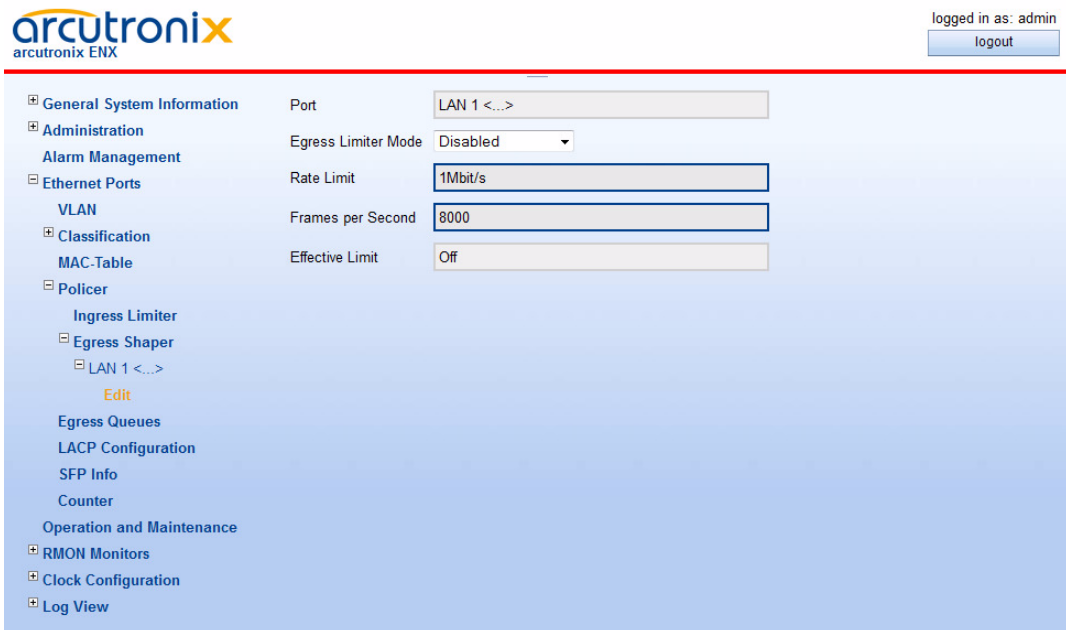 arcutronix
arcutronix ENX
logged in as: admin
logout
General System Information
Administration
Alarm Management
Ethernet Ports
VLAN
Classification
MAC-Table
Policer
Ingress Limiter
Egress Shaper
LAN 1 <...>
Edit
Egress Queues
LACP Configuration
SFP Info
Counter
Operation and Maintenance
RMON Monitors
Clock Configuration
Log View
Port LAN 1 <...>
Egress Limiter Mode Disabled
Rate Limit 1Mbit/s
Frames per Second 8000
Effective Limit Off